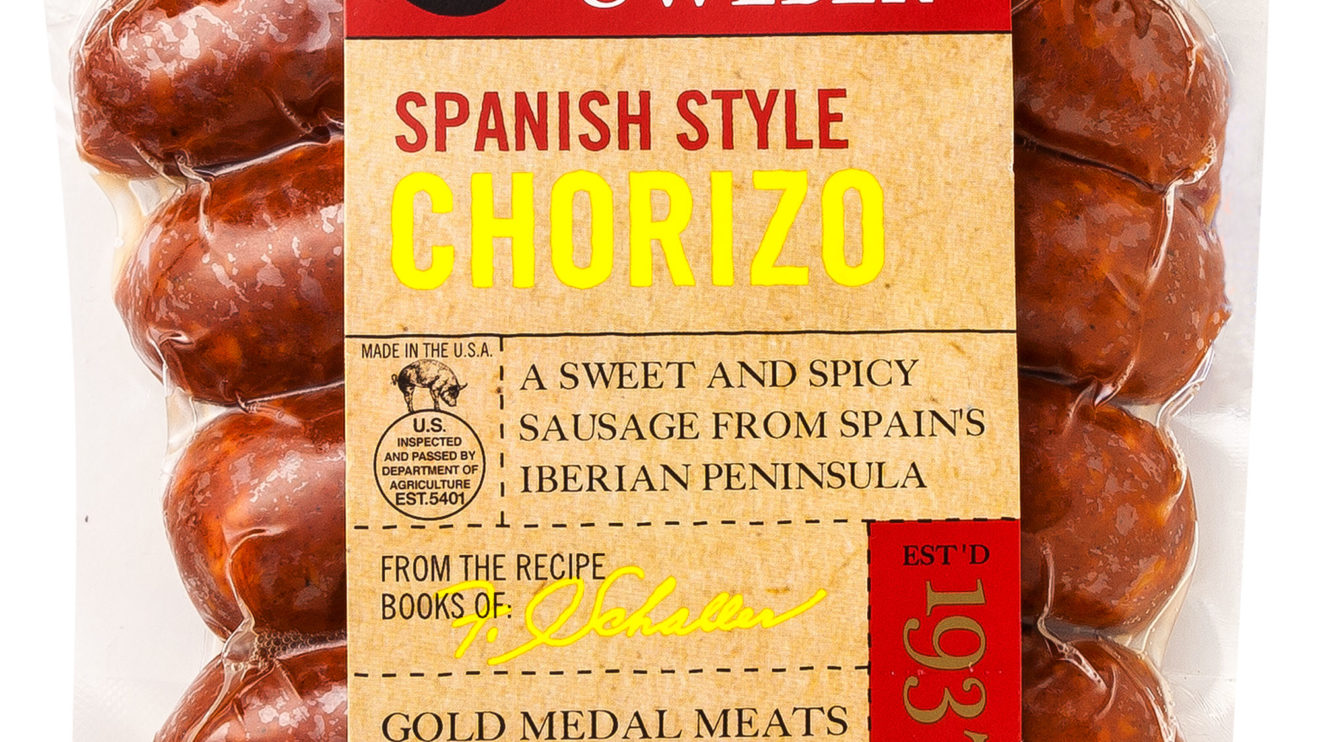 SPANISH STYLE
CHORIZO
MADE IN THE U.S.A.
U.S.
INSPECTED
AND PASSED BY
DEPARTMENT OF
AGRICULTURE
EST.5401
A SWEET AND SPICY
SAUSAGE FROM SPAIN'S
IBERIAN PENINSULA
FROM THE RECIPE
BOOKS OF:
T. Schaller
EST'D
GOLD MEDAL MEATS